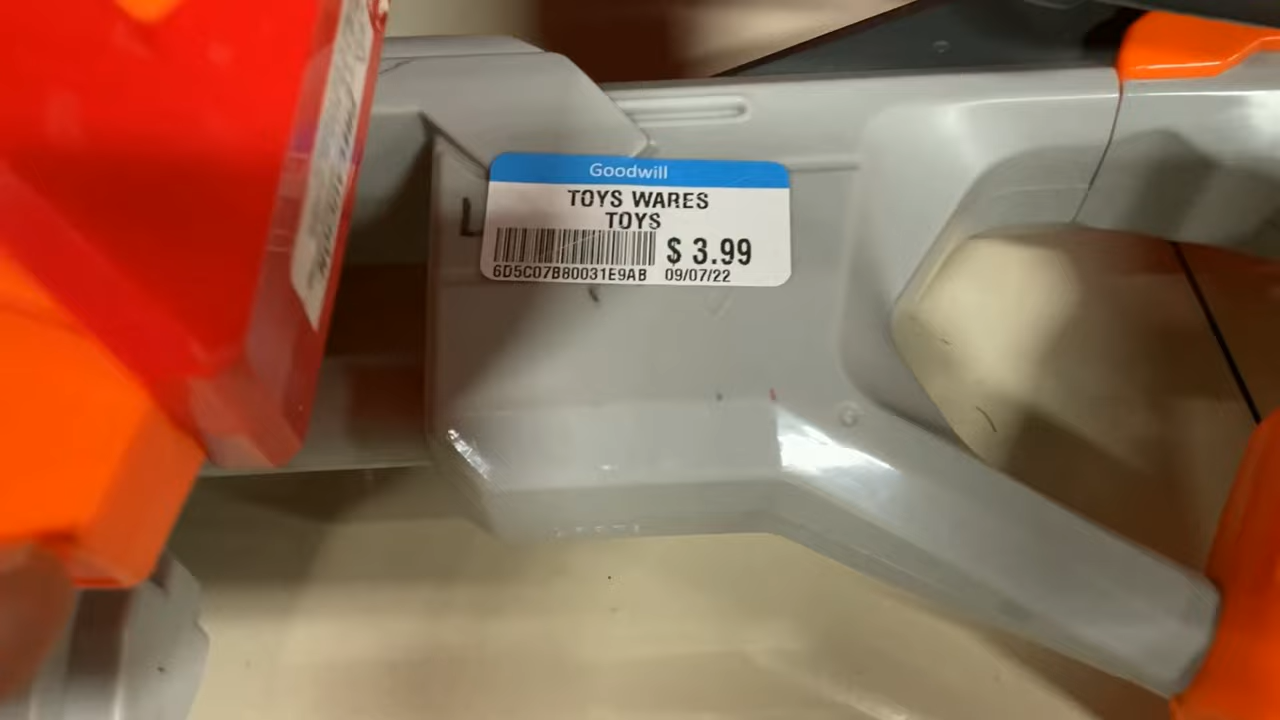 Goodwill
TOYS WARES
TOYS
$ 3.99
6D5C07B80031E9AB 09/07/22